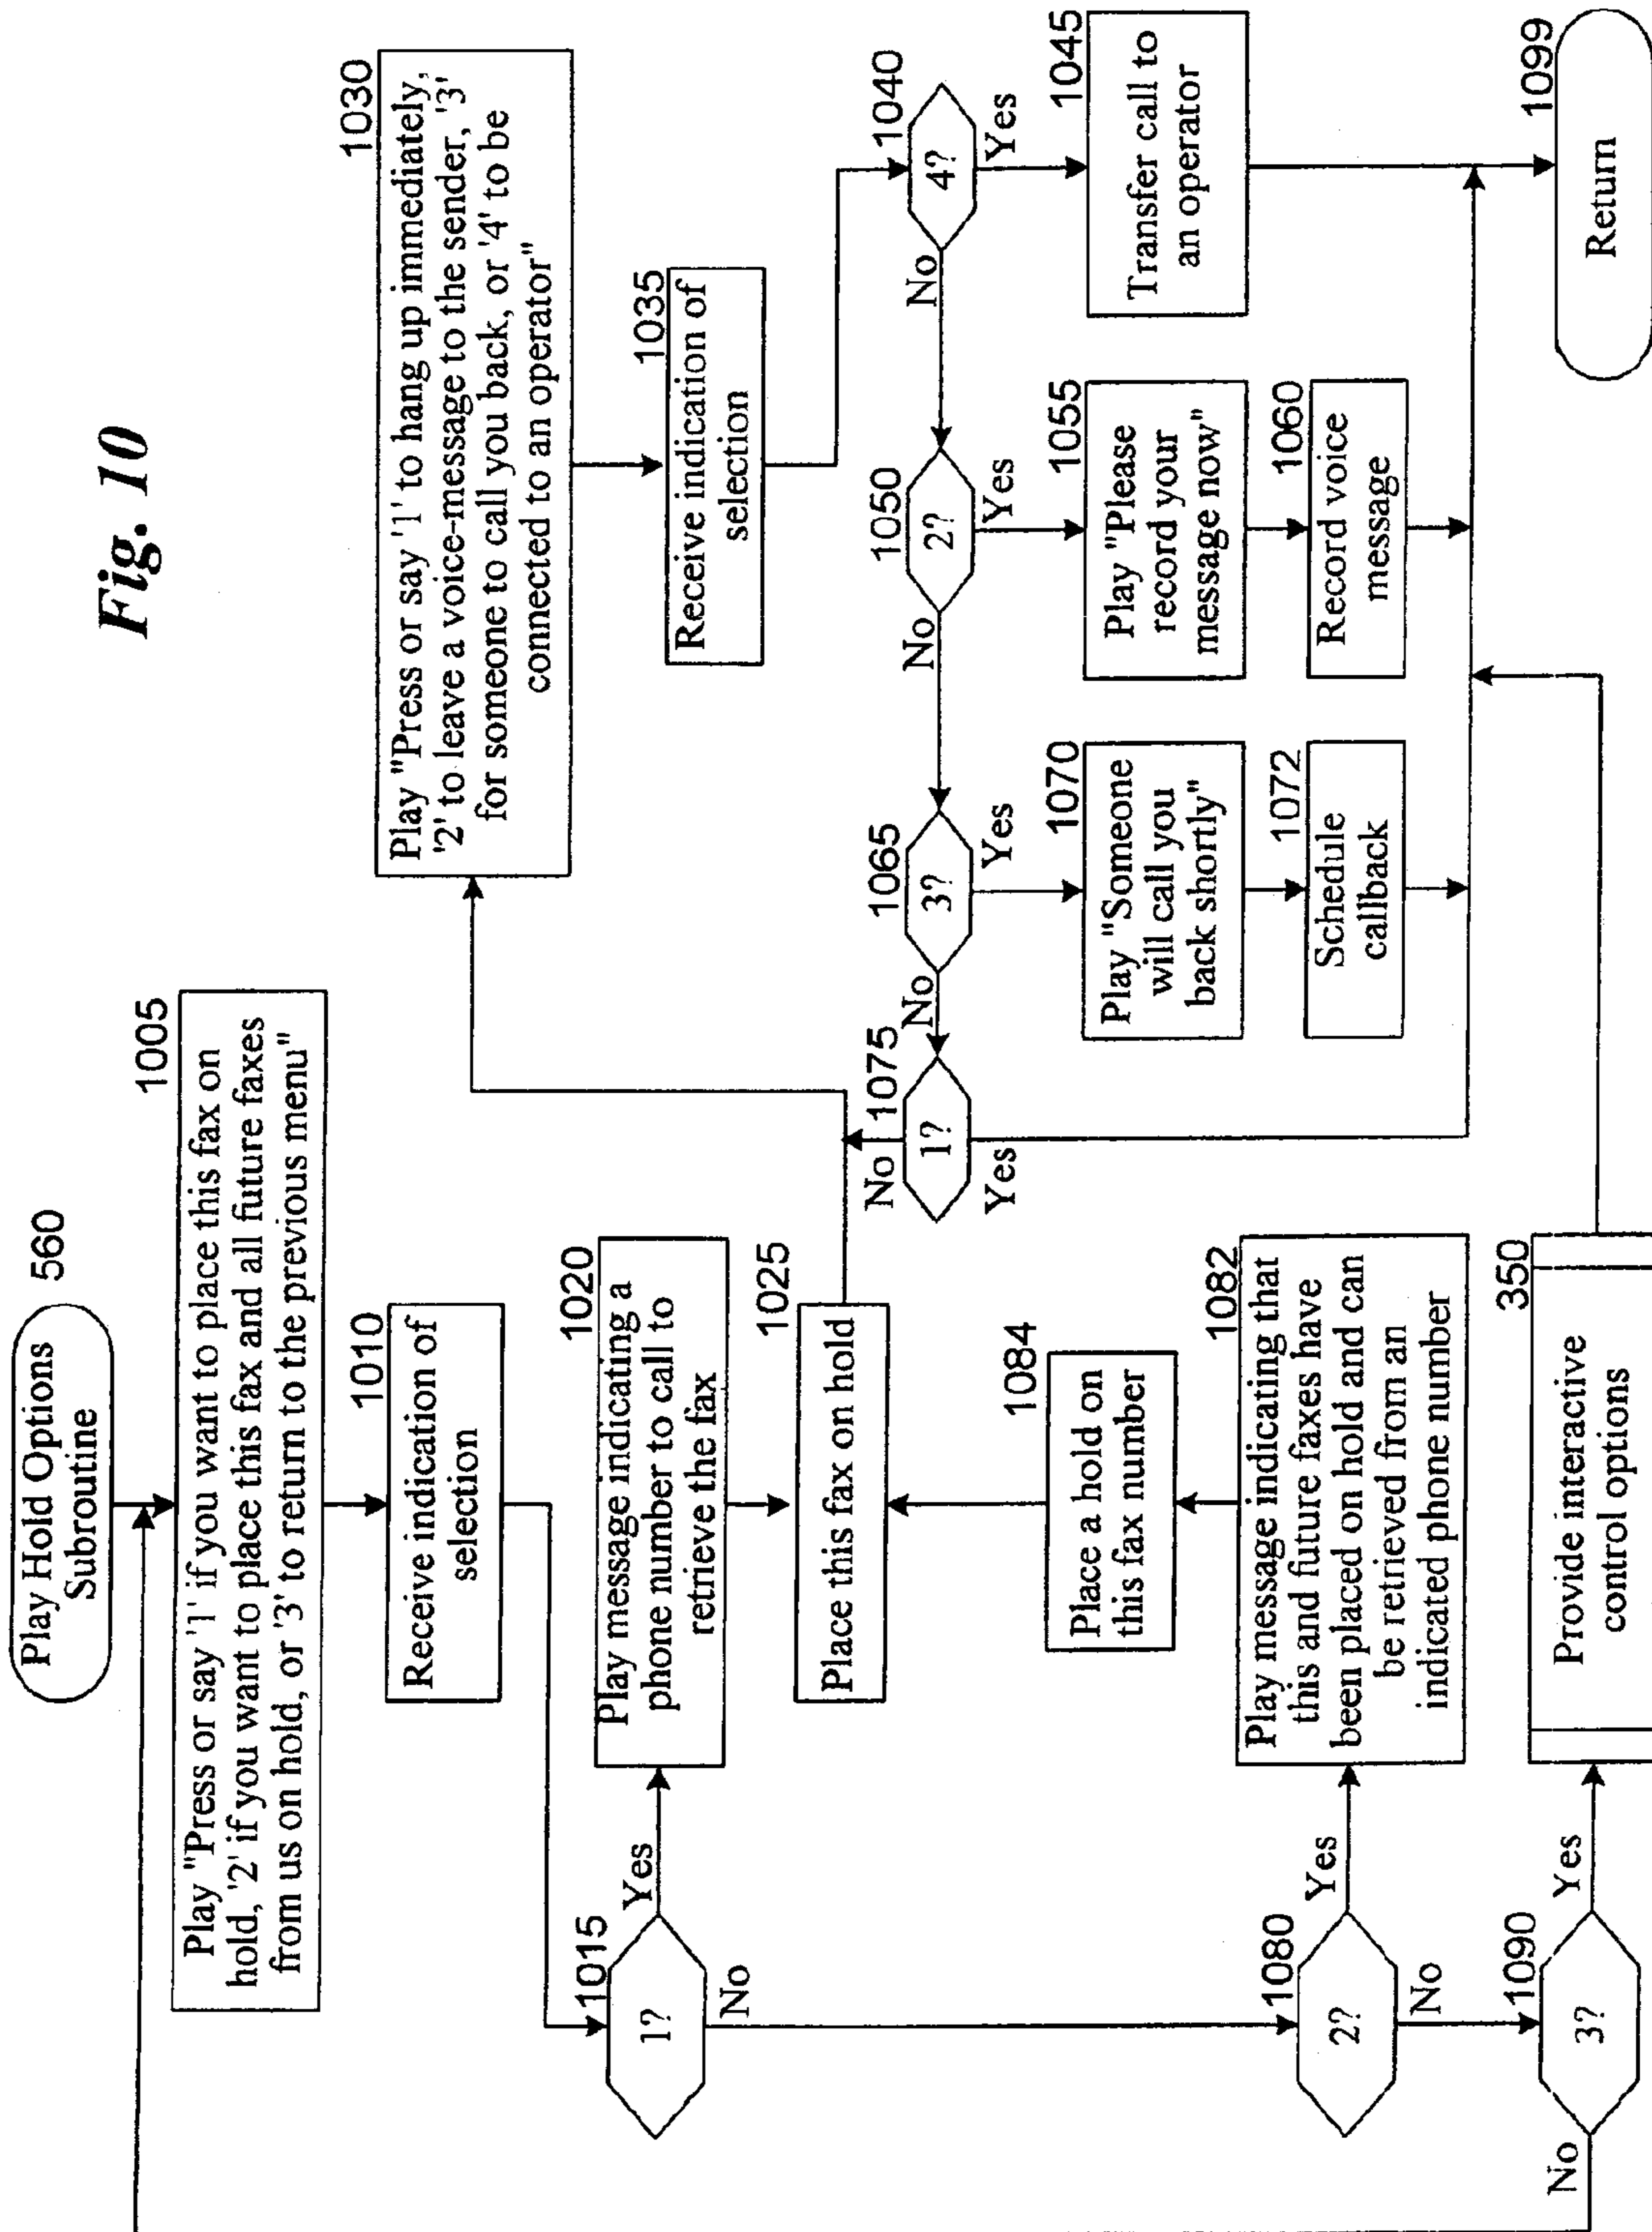 Fig. 10
Play Hold Options
Subroutine
560
1005
Play "Press or say '1' if you want to place this fax on
hold, '2' if you want to place this fax and all future faxes
from us on hold, or '3' to return to the previous menu"
1010
Receive indication of
selection
1015
1?
Yes
No
1020
Play message indicating a
phone number to call to
retrieve the fax
1025
Place this fax on hold
1084
Place a hold on
this fax number
1080
2?
Yes
No
1082
Play message indicating that
this and future faxes have
been placed on hold and can
be retrieved from an
indicated phone number
1090
3?
Yes
No
350
Provide interactive
control options
1030
Play "Press or say '1' to hang up immediately,
'2' to leave a voice-message to the sender, '3'
for someone to call you back, or '4' to be
connected to an operator"
1035
Receive indication of
selection
1040
4?
Yes
No
1045
Transfer call to
an operator
1050
2?
Yes
No
1055
Play "Please
record your
message now"
1060
Record voice
message
1065
3?
Yes
No
1070
Play "Someone
will call you
back shortly"
1072
Schedule
callback
1075
1?
No
Yes
1099
Return